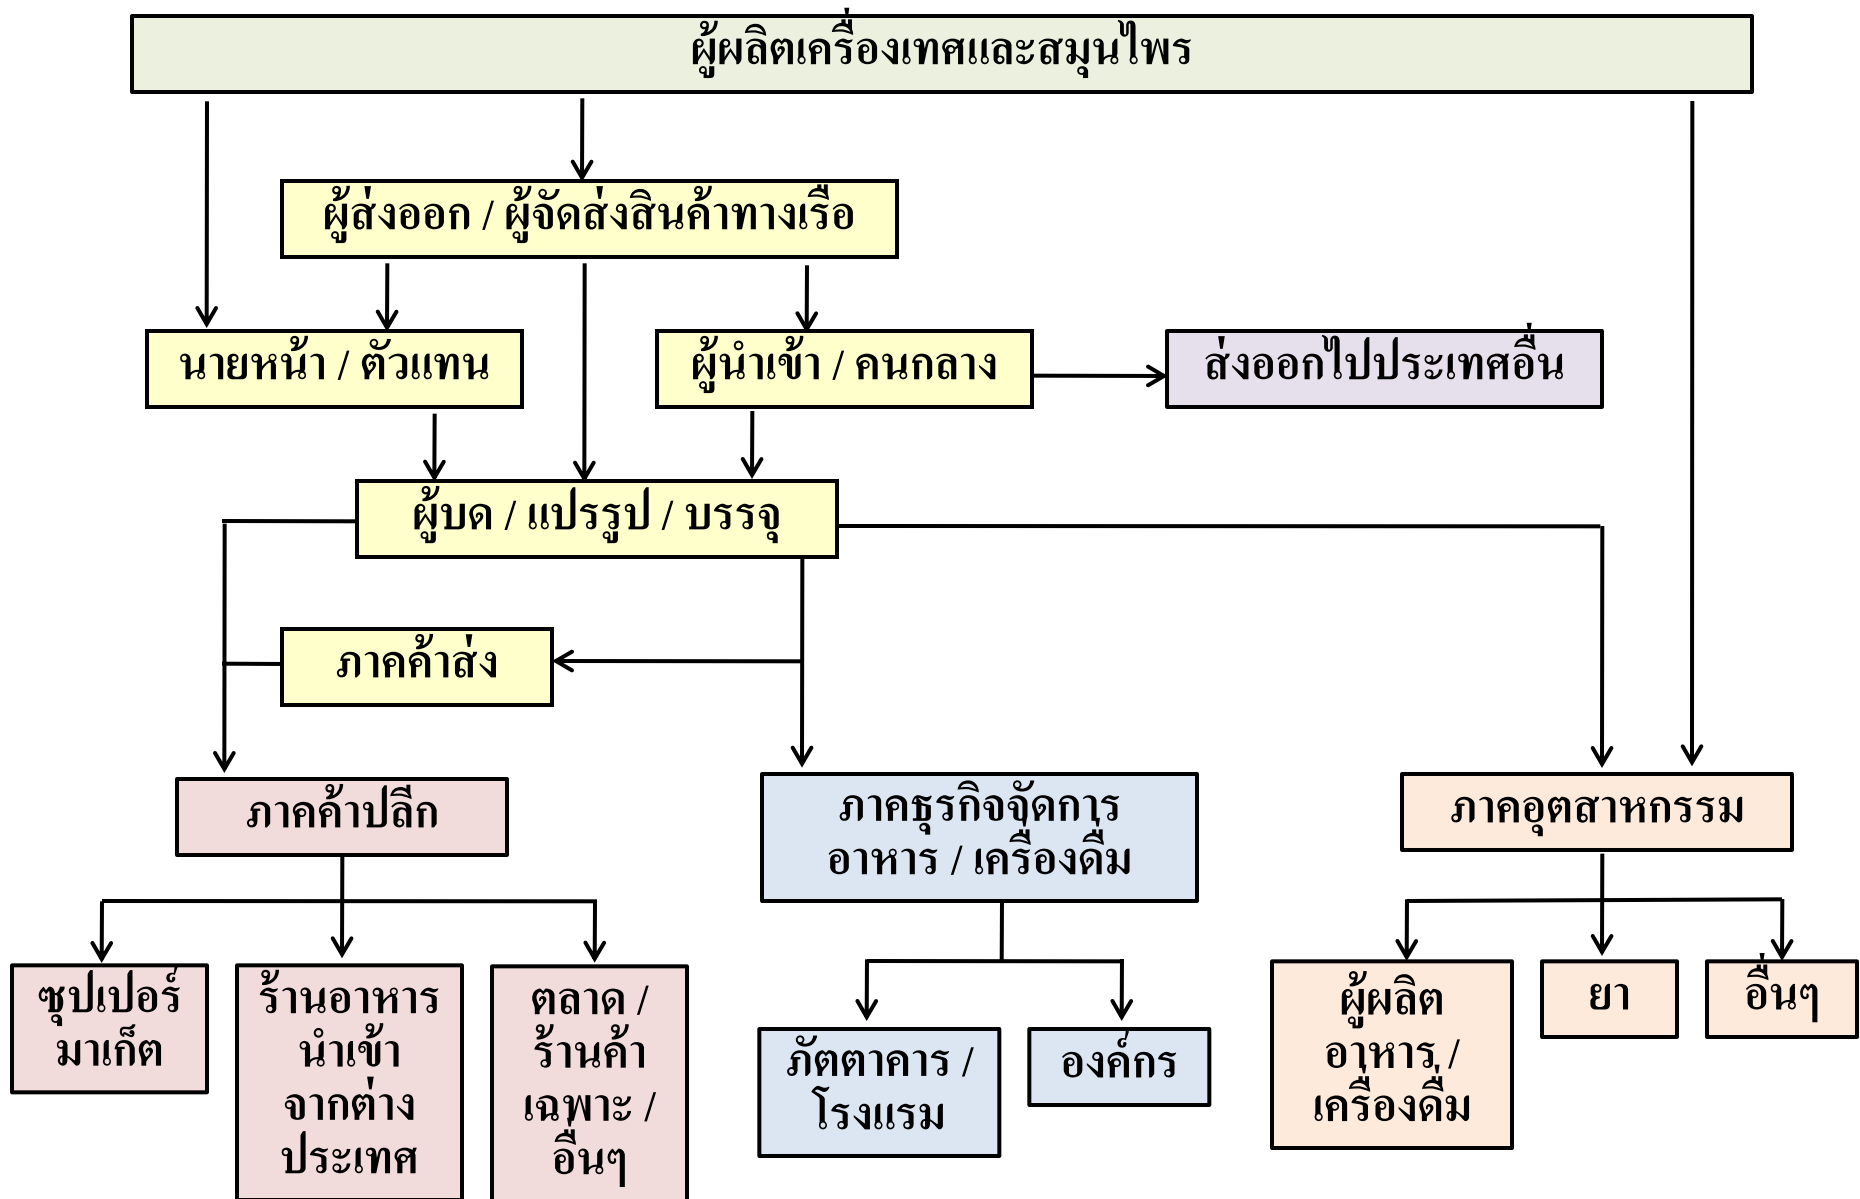 ผู้ผลิตเครื่องเทศและสมุนไพร
ผู้ส่งออก / ผู้จัดส่งสินค้าทางเรือ
นายหน้า / ตัวแทน
ผู้นำเข้า / คนกลาง
ส่งออกไปประเทศอื่น
ผู้บด / แปรรูป / บรรจุ
ภาคค้าส่ง
ภาคค้าปลีก
ภาคธุรกิจจัดการ
อาหาร / เครื่องดื่ม
ภาคอุตสาหกรรม
ซุปเปอร์
มาเก็ต
ร้านอาหาร
นำเข้า
จากต่าง
ประเทศ
ตลาด /
ร้านค้า
เฉพาะ /
อื่นๆ
ภัตตาคาร /
โรงแรม
องค์กร
ผู้ผลิต
อาหาร /
เครื่องดื่ม
ยา
อื่นๆ